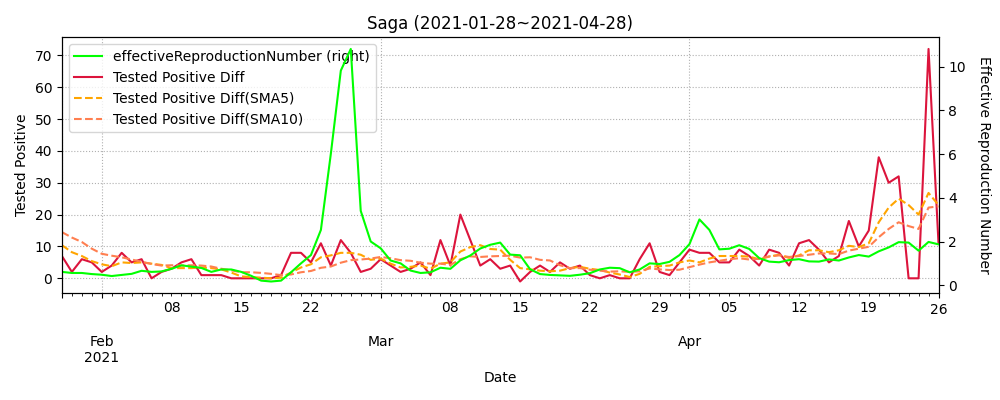 Saga (2021-01-28~2021-04-28)
effectiveReproductionNumber (right)
Tested Positive Diff
Tested Positive Diff(SMA5)
Tested Positive Diff(SMA10)
Tested Positive
70
60
50
40
30
20
10
0
10
8
6
4
2
0
Effective Reproduction Number
08 15 22 08 15 22 29 05 12 19 26
Feb Mar Apr
2021
Date